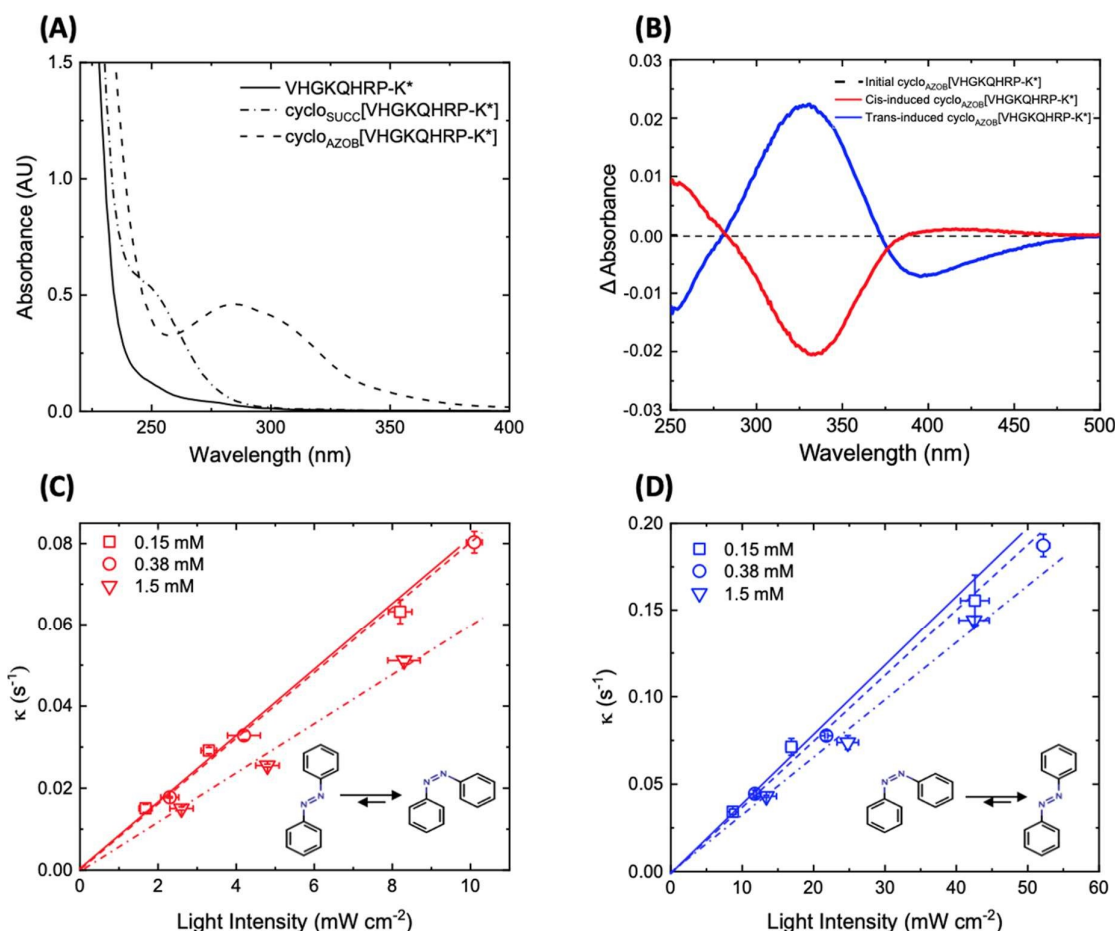 (A)
1.5
1.0
0.5
0.0
Absorbance (AU)
VHGKQHRP-K*
cyclo_SUCC[VHGKQHRP-K*]
cyclo_AZOB[VHGKQHRP-K*]
250 300 350 400
Wavelength (nm)
(B)
0.03
0.02
0.01
0.00
-0.01
-0.02
-0.03
Δ Absorbance
Initial cyclo_AZOB[VHGKQHRP-K*]
Cis-induced cyclo_AZOB[VHGKQHRP-K*]
Trans-induced cyclo_AZOB[VHGKQHRP-K*]
250 300 350 400 450 500
Wavelength (nm)
(C)
0.08
0.06
0.04
0.02
0.00
κ (s⁻¹)
0.15 mM
0.38 mM
1.5 mM
N=N
0 2 4 6 8 10
Light Intensity (mW cm⁻²)
(D)
0.20
0.15
0.10
0.05
0.00
κ (s⁻¹)
0.15 mM
0.38 mM
1.5 mM
N=N
0 10 20 30 40 50 60
Light Intensity (mW cm⁻²)